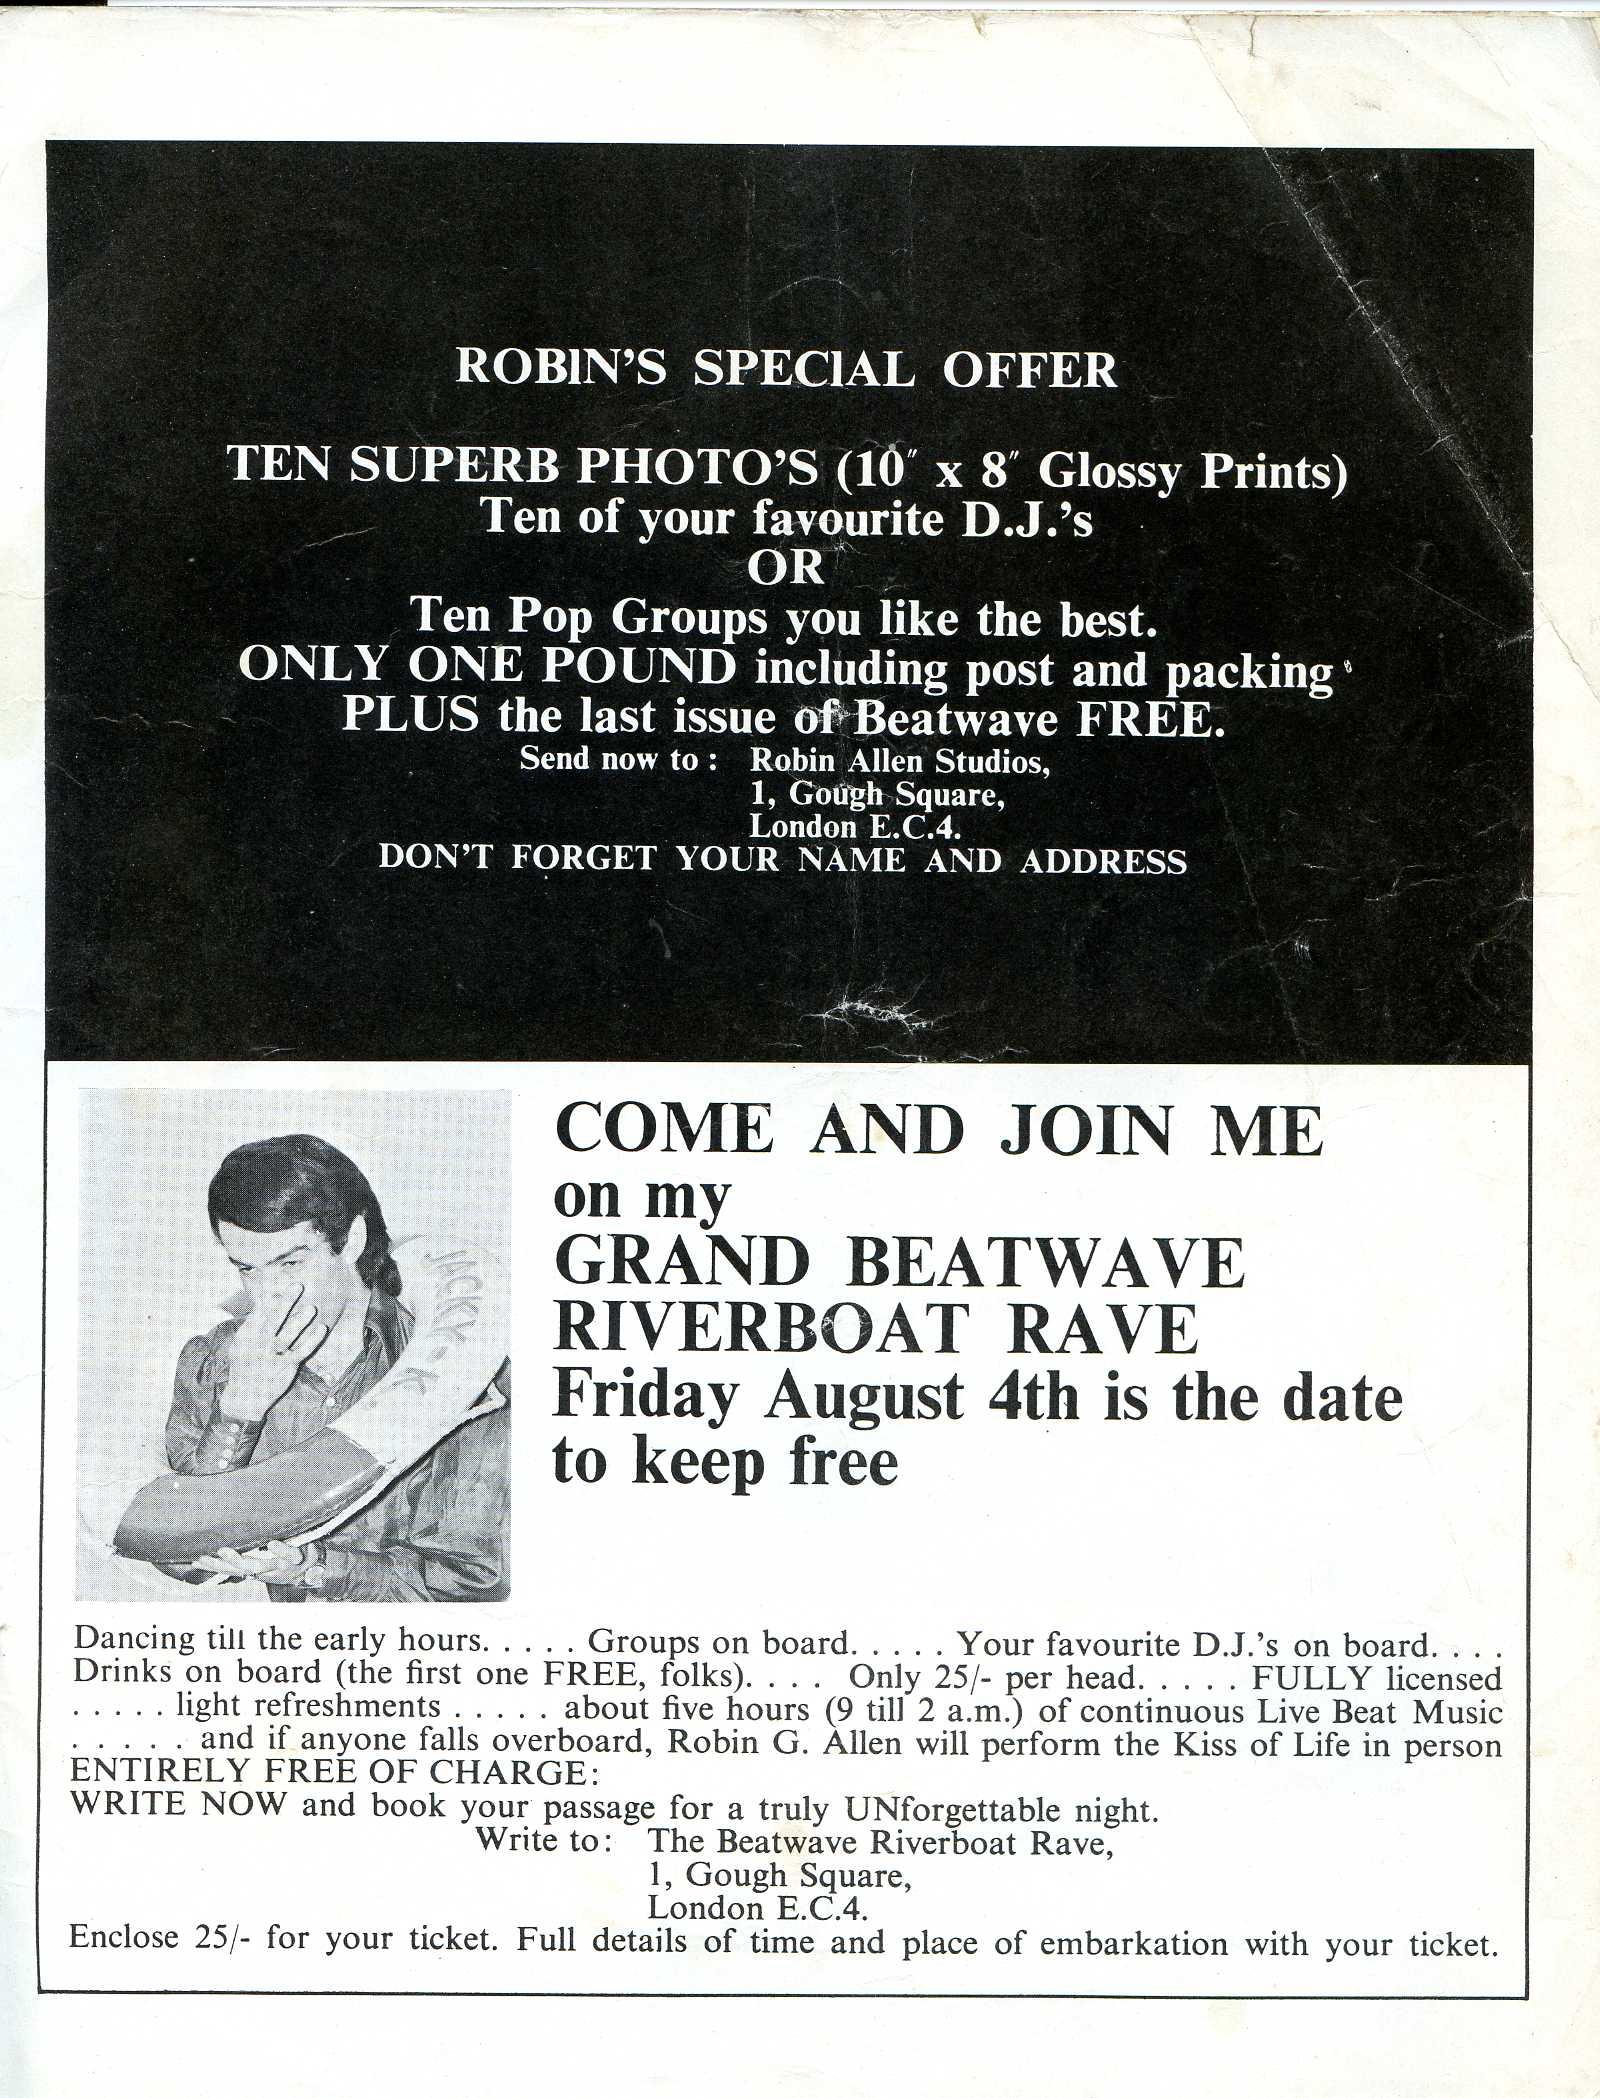 ROBIN'S SPECIAL OFFER
TEN SUPERB PHOTO'S (10″ x 8″ Glossy Prints)
Ten of your favourite D.J.'s
OR
Ten Pop Groups you like the best.
ONLY ONE POUND including post and packing
PLUS the last issue of Beatwave FREE.
Send now to : Robin Allen Studios,
1, Gough Square,
London E.C.4.
DON'T FORGET YOUR NAME AND ADDRESS
JACKY
COME AND JOIN ME
on my
GRAND BEATWAVE
RIVERBOAT RAVE
Friday August 4th is the date
to keep free
Dancing till the early hours. . . . . Groups on board. . . . . Your favourite D.J.'s on board. . . .
Drinks on board (the first one FREE, folks). . . . Only 25/- per head. . . . . FULLY licensed
. . . . . light refreshments . . . . . about five hours (9 till 2 a.m.) of continuous Live Beat Music
. . . . . and if anyone falls overboard, Robin G. Allen will perform the Kiss of Life in person
ENTIRELY FREE OF CHARGE:
WRITE NOW and book your passage for a truly UNforgettable night.
Write to: The Beatwave Riverboat Rave,
1, Gough Square,
London E.C.4.
Enclose 25/- for your ticket. Full details of time and place of embarkation with your ticket.